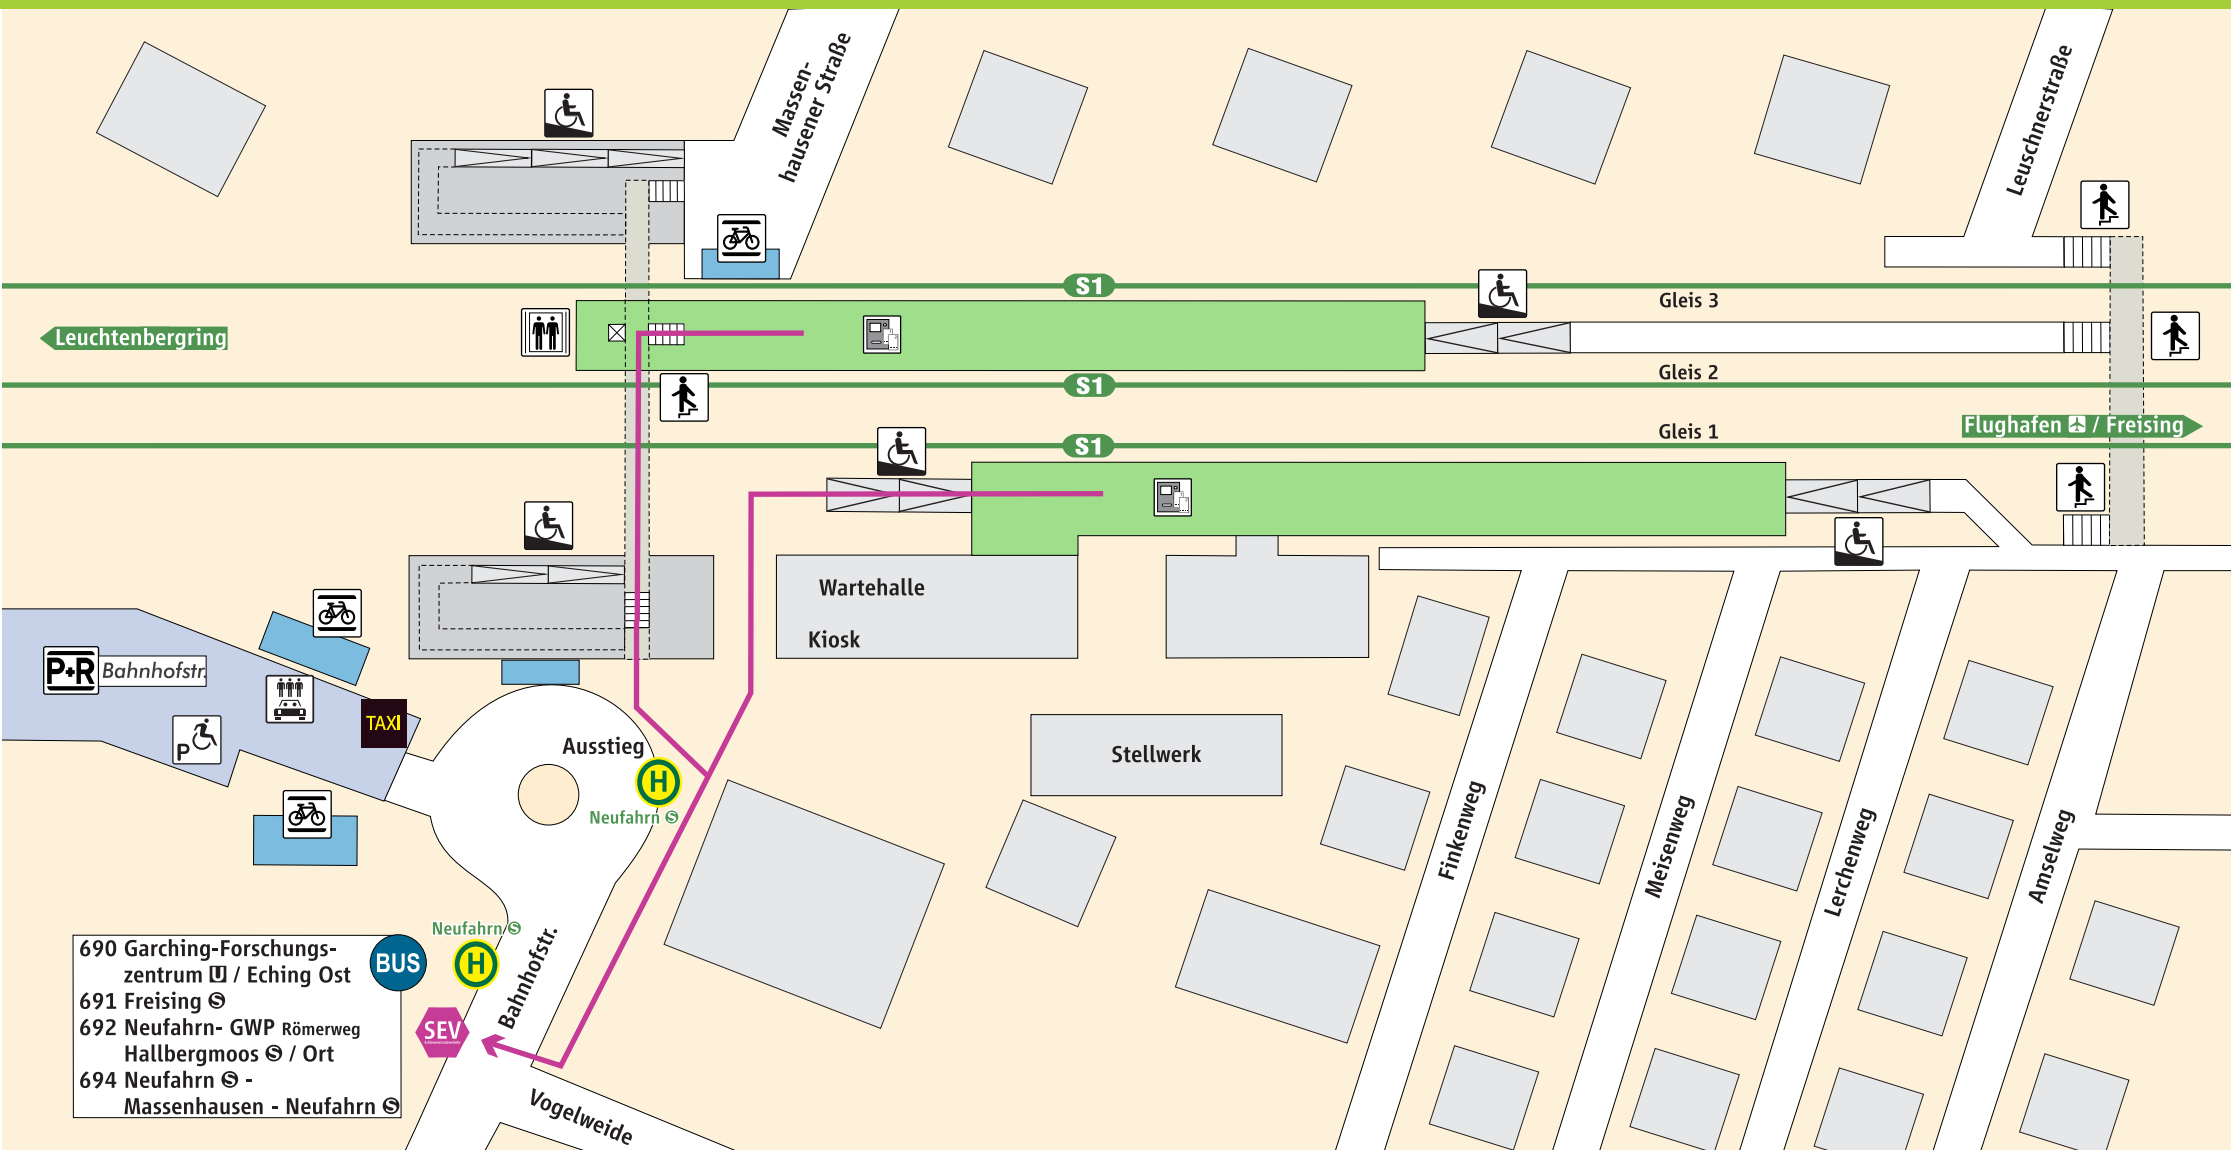 Massen-
hausener Straße
Leuschnerstraße
S1
Gleis 3
Leuchtenbergring
Gleis 2
S1
Flughafen / Freising
Gleis 1
S1
Wartehalle
Kiosk
P+R Bahnhofstr.
TAXI
P
Ausstieg
H
Neufahrn S
Stellwerk
Finkenweg
Meisenweg
Lerchenweg
Amselweg
Neufahrn S
H
BUS
690 Garching-Forschungs-
zentrum U / Eching Ost
691 Freising S
692 Neufahrn- GWP Römerweg
Hallbergmoos S / Ort
694 Neufahrn S -
Massenhausen - Neufahrn S
SEV
Bahnhofstr.
Vogelweide